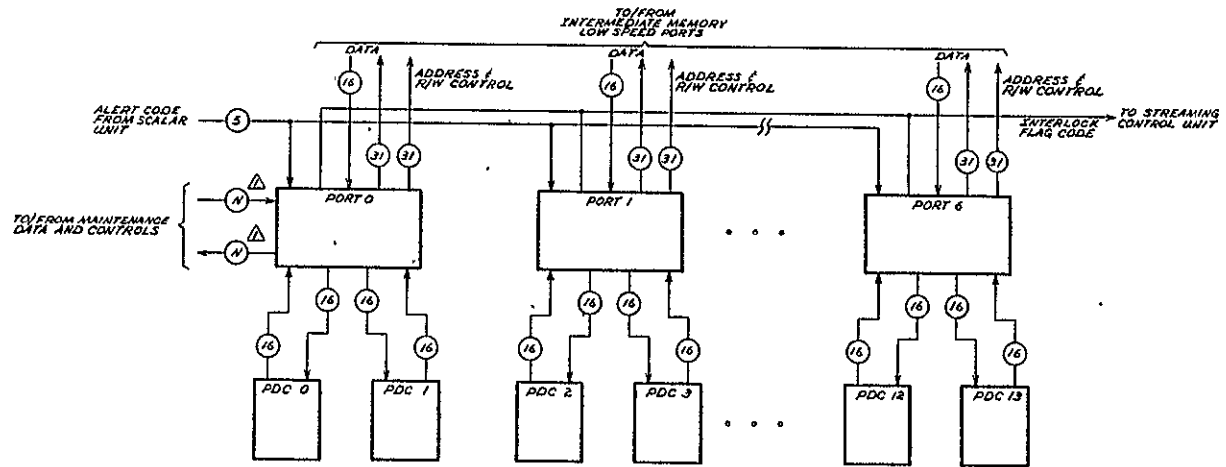 TO/FROM
INTERMEDIATE MEMORY
LOW SPEED PORTS
DATA
DATA
DATA
16
16
16
ADDRESS &
R/W CONTROL
ADDRESS &
R/W CONTROL
ADDRESS &
R/W CONTROL
ALERT CODE
FROM SCALAR
UNIT
5
INTERLOCK
FLAG CODE
TO STREAMING
CONTROL UNIT
31
31
31
31
31
31
PORT 0
PORT 1
PORT 6
TO/FROM MAINTENANCE
DATA AND CONTROLS
N
N
16
16
16
16
16
16
16
16
16
16
16
16
PDC 0
PDC 1
PDC 2
PDC 3
PDC 12
PDC 13